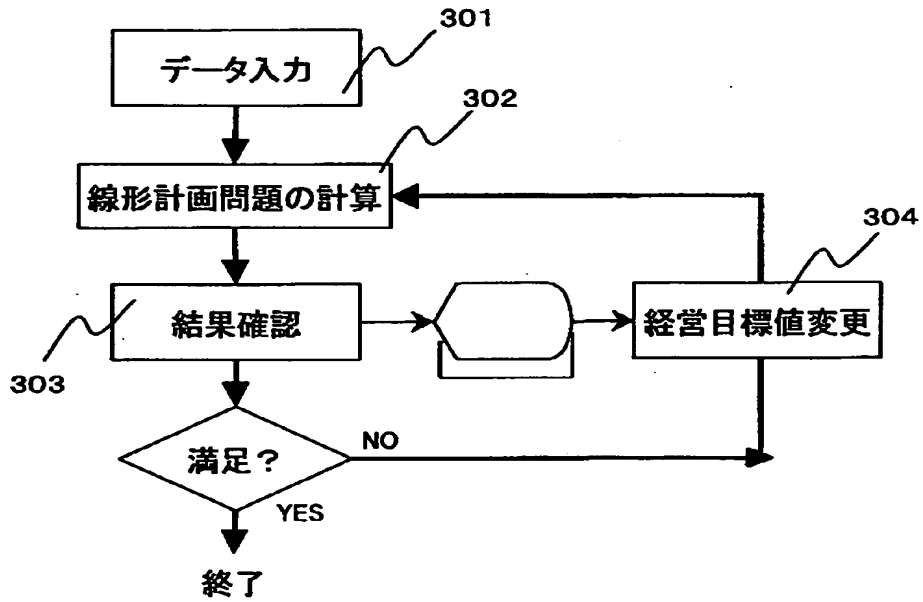 301
データ入力
302
線形計画問題の計算
304
結果確認
経営目標値変更
303
満足？
NO
YES
終了